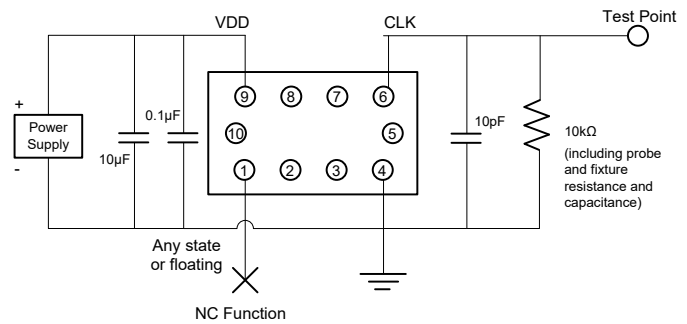 VDD
CLK
Test Point
+
Power
Supply
-
10µF
0.1µF
9
8
7
6
10
5
1
2
3
4
10pF
10kΩ
(including probe
and fixture
resistance and
capacitance)
Any state
or floating
NC Function